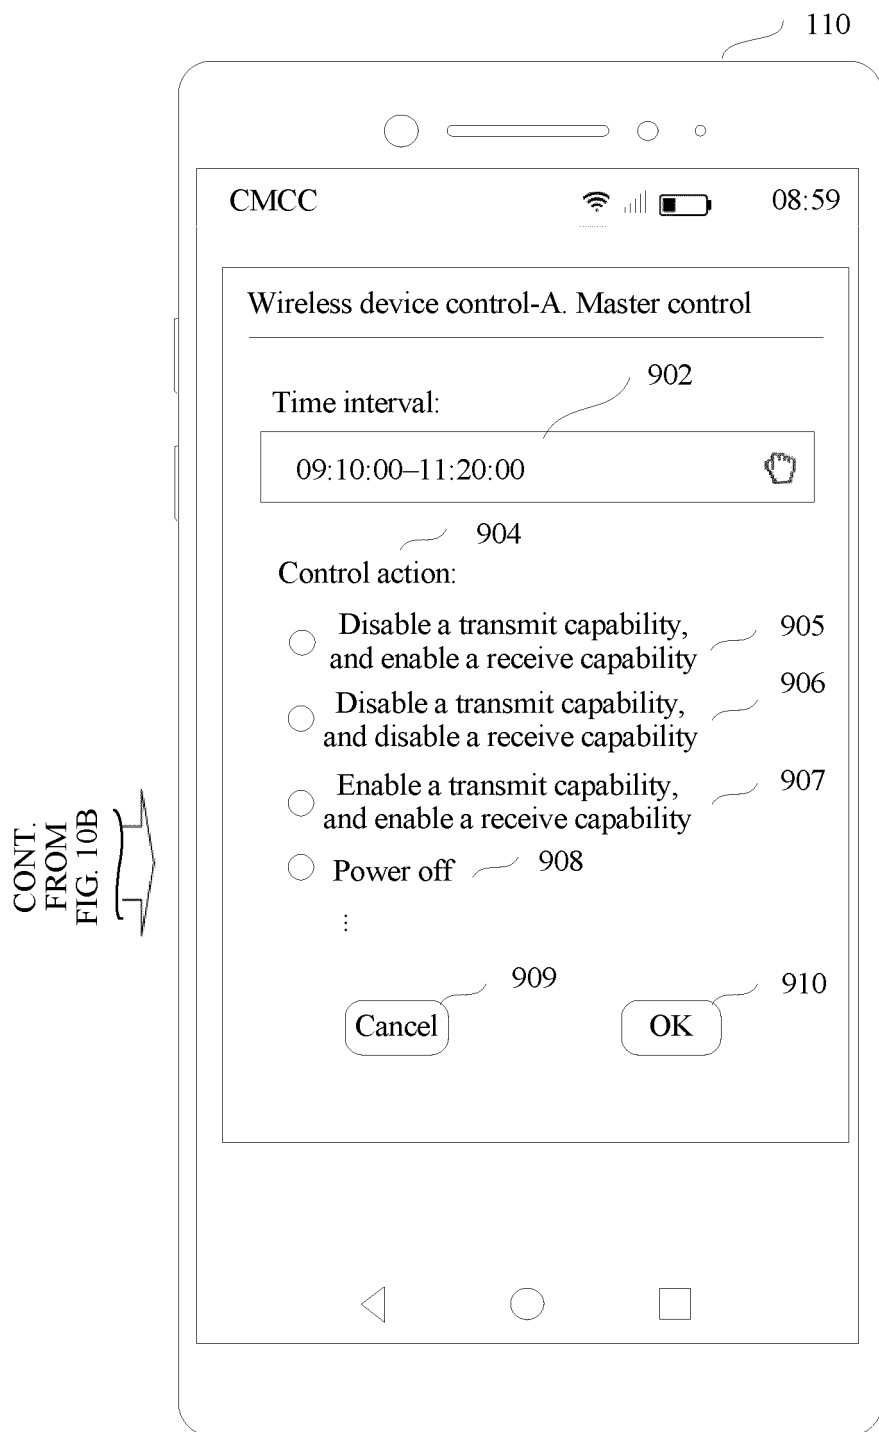 110
CMCC 08:59
Wireless device control-A. Master control
902
Time interval:
09:10:00–11:20:00
904
Control action:
Disable a transmit capability,
and enable a receive capability
905
906
Disable a transmit capability,
and disable a receive capability
Enable a transmit capability,
and enable a receive capability
907
Power off
908
⋮
909
910
Cancel
OK
CONT.
FROM
FIG. 10B